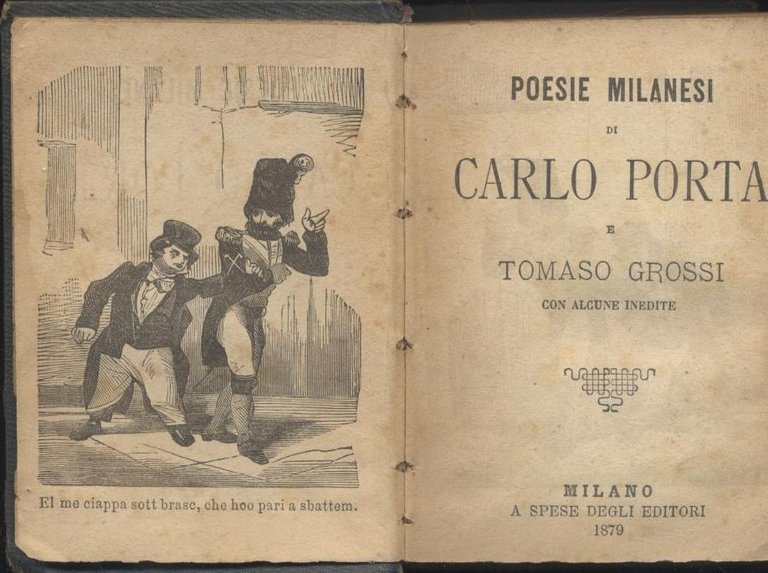 El me ciappa sott brasc, che hoo pari a sbattem.
POESIE MILANESI
DI
CARLO PORTA
E
TOMASO GROSSI
CON ALCUNE INEDITE
MILANO
A SPESE DEGLI EDITORI
1879